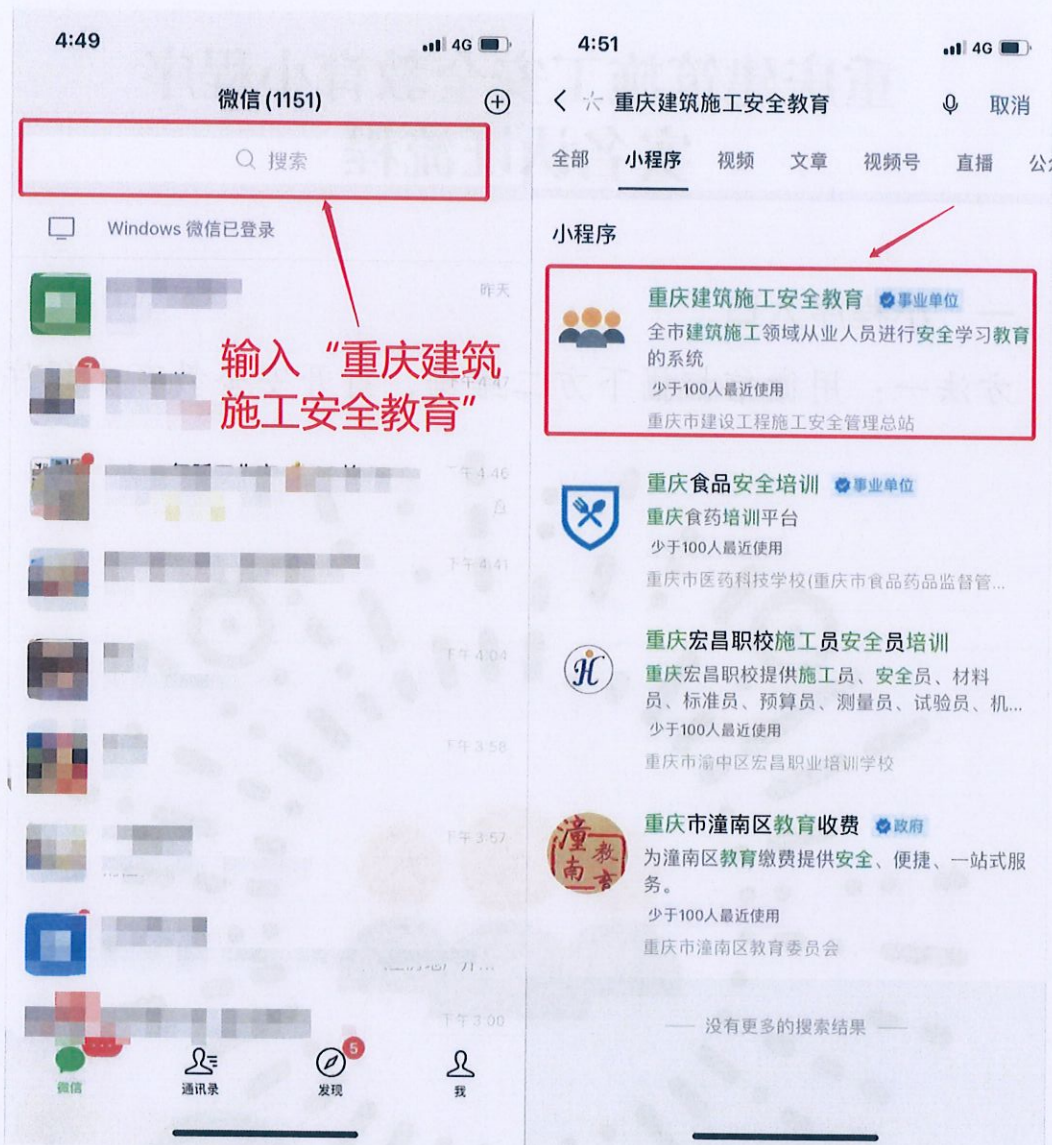 4:49
4G
微信(1151)
搜索
Windows 微信已登录
昨天
7
下午4:47
输入“重庆建筑
施工安全教育”
下午4:46
下午4:41
下午4:04
下午3:58
下午3:57
下午3:00
微信
通讯录
5
发现
我
4:51
4G
重庆建筑施工安全教育
取消
全部 小程序 视频 文章 视频号 直播
小程序
重庆建筑施工安全教育 事业单位
全市建筑施工领域从业人员进行安全学习教育
的系统
少于100人最近使用
重庆市建设工程施工安全管理总站
重庆食品安全培训 事业单位
重庆食药培训平台
少于100人最近使用
重庆市医药科技学校(重庆市食品药品监督管...
H
重庆宏昌职校施工员安全员培训
重庆宏昌职校提供施工员、安全员、材料
员、标准员、预算员、测量员、试验员、机...
少于100人最近使用
重庆市渝中区宏昌职业培训学校
潼南教育
重庆市潼南区教育收费 政府
为潼南区教育缴费提供安全、便捷、一站式服
务。
少于100人最近使用
重庆市潼南区教育委员会
没有更多的搜索结果